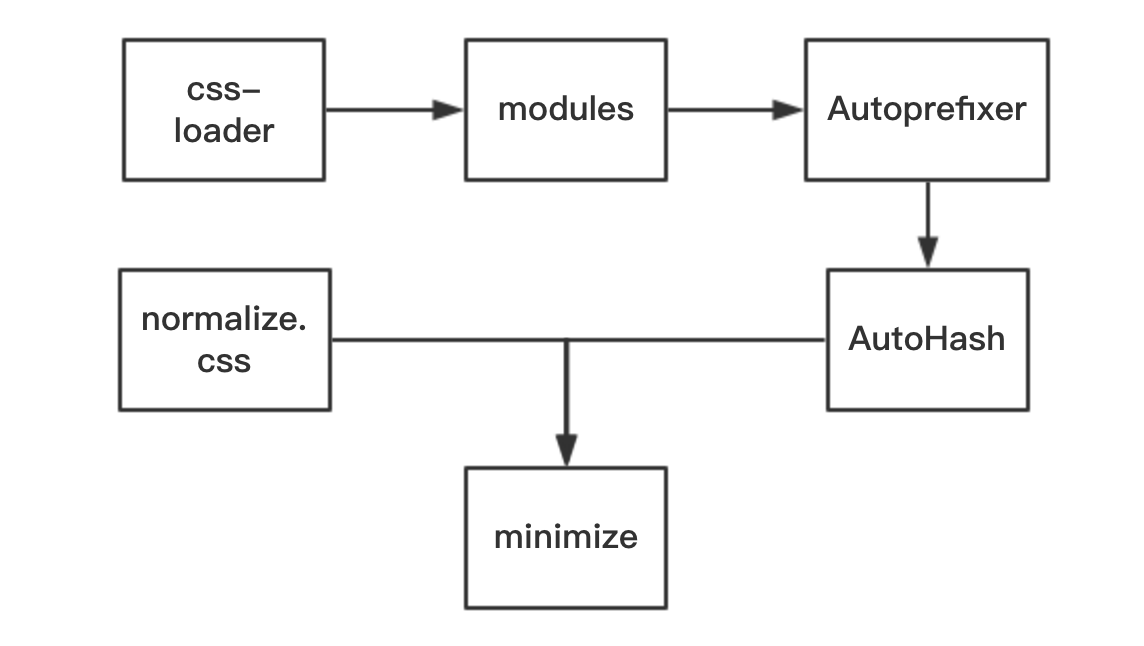 css–
loader
modules
Autoprefixer
normalize.
css
AutoHash
minimize